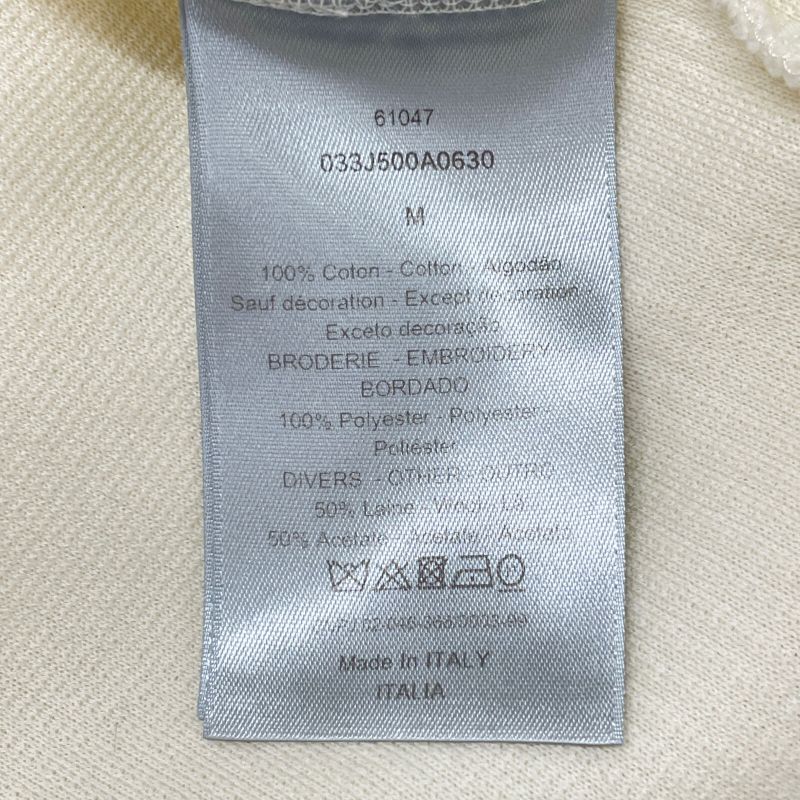 61047
033J500A0630
M
100% Coton - Cotton - Algodão
Sauf décoration - Except decoration
Exceto decoração
BRODERIE - EMBROIDERY -
BORDADO
100% Polyester - Polyester -
Poliéster
DIVERS - OTHER - OUTRO
50% Laine - Wool - Lã
50% Acetate - Acetate - Acetato
Made In ITALY
ITALIA